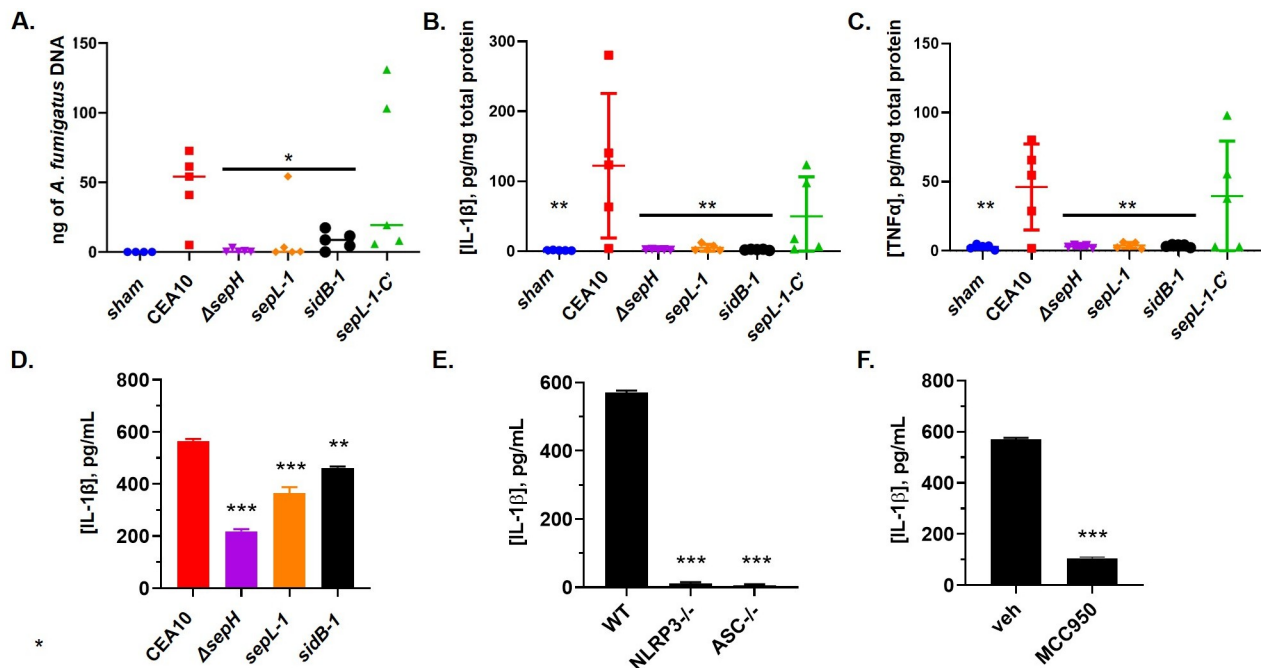 A.
ng of A. fumigatus DNA
150
100
50
0
*
sham
CEA10
ΔsepH
sepL-1
sidB-1
sepL-1-C'
B.
[IL-1β], pg/mg total protein
300
200
100
0
**
**
sham
CEA10
ΔsepH
sepL-1
sidB-1
sepL-1-C'
C.
[TNFα], pg/mg total protein
150
100
50
0
**
**
sham
CEA10
ΔsepH
sepL-1
sidB-1
sepL-1-C'
D.
[IL-1β], pg/mL
800
600
400
200
0
***
***
**
CEA10
ΔsepH
sepL-1
sidB-1
*
E.
[IL-1β], pg/mL
600
400
200
0
***
***
WT
NLRP3-/-
ASC-/-
F.
[IL-1β], pg/mL
800
600
400
200
0
***
veh
MCC950